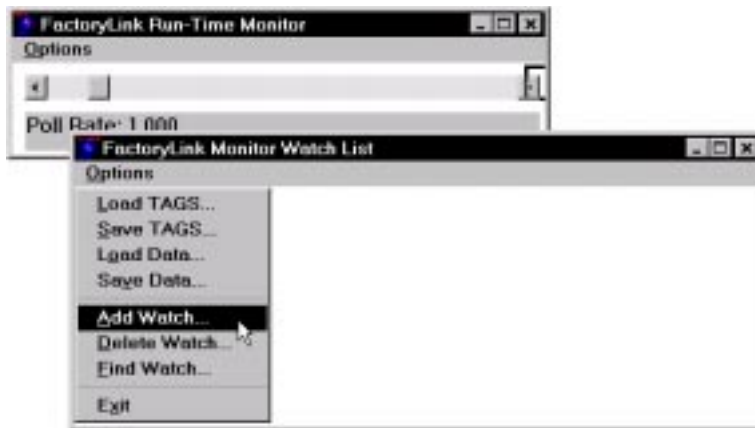 FactoryLink Run-Time Monitor
Options
Poll Rate: 1.000
FactoryLink Monitor Watch List
Options
Load TAGS...
Save TAGS...
Load Data...
Save Data...
Add Watch...
Delete Watch...
Find Watch...
Exit